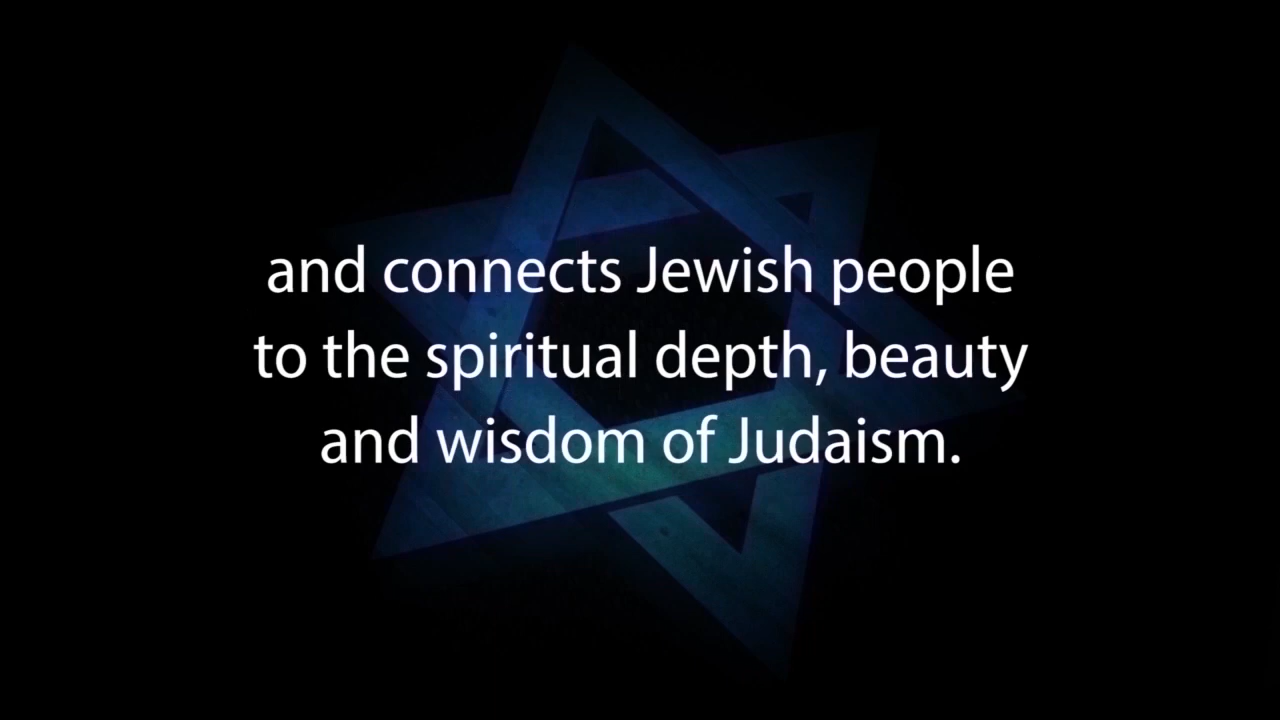 and connects Jewish people
to the spiritual depth, beauty
and wisdom of Judaism.